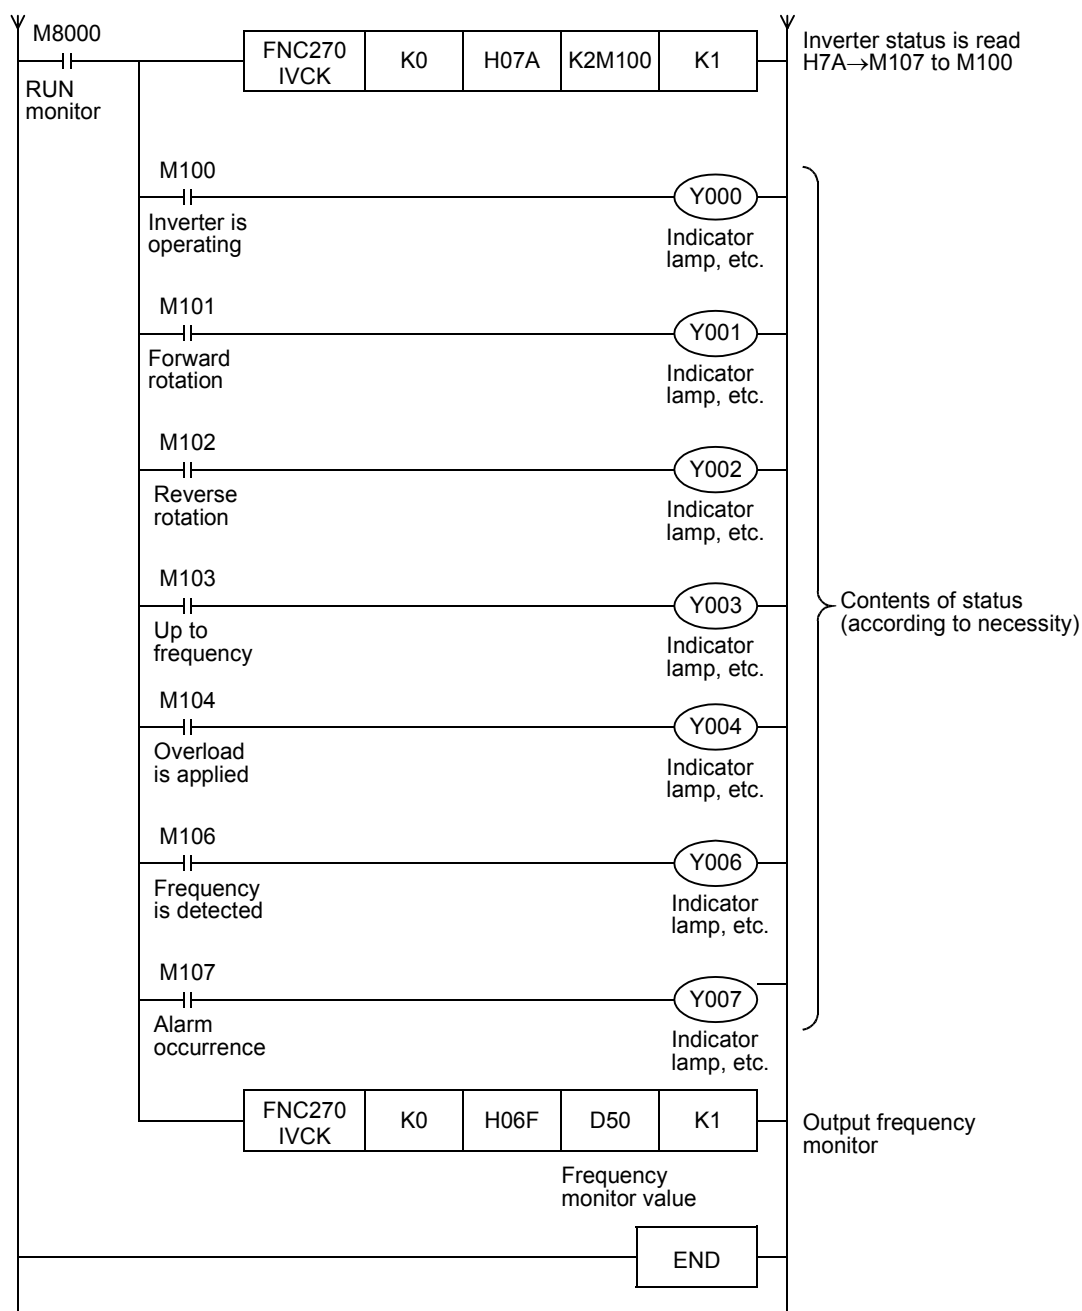 M8000
RUN
monitor
FNC270
IVCK
K0
H07A
K2M100
K1
Inverter status is read
H7A→M107 to M100
M100
Inverter is
operating
Y000
Indicator
lamp, etc.
M101
Forward
rotation
Y001
Indicator
lamp, etc.
M102
Reverse
rotation
Y002
Indicator
lamp, etc.
M103
Up to
frequency
Y003
Indicator
lamp, etc.
Contents of status
(according to necessity)
M104
Overload
is applied
Y004
Indicator
lamp, etc.
M106
Frequency
is detected
Y006
Indicator
lamp, etc.
M107
Alarm
occurrence
Y007
Indicator
lamp, etc.
FNC270
IVCK
K0
H06F
D50
K1
Output frequency
monitor
Frequency
monitor value
END